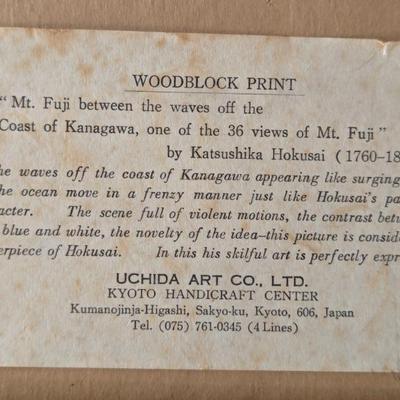 WOODBLOCK PRINT
" Mt. Fuji between the waves off the
Coast of Kanagawa, one of the 36 views of Mt. Fuji "
by Katsushika Hokusai (1760-18
he waves off the coast of Kanagawa appearing like surging
he ocean move in a frenzy manner just like Hokusai's pa
acter. The scene full of violent motions, the contrast betw
blue and white, the novelty of the idea—this picture is consid
erpiece of Hokusai. In this his skilful art is perfectly expr
UCHIDA ART CO., LTD.
KYOTO HANDICRAFT CENTER
Kumanojinja-Higashi, Sakyo-ku, Kyoto, 606, Japan
Tel. (075) 761-0345 (4 Lines)